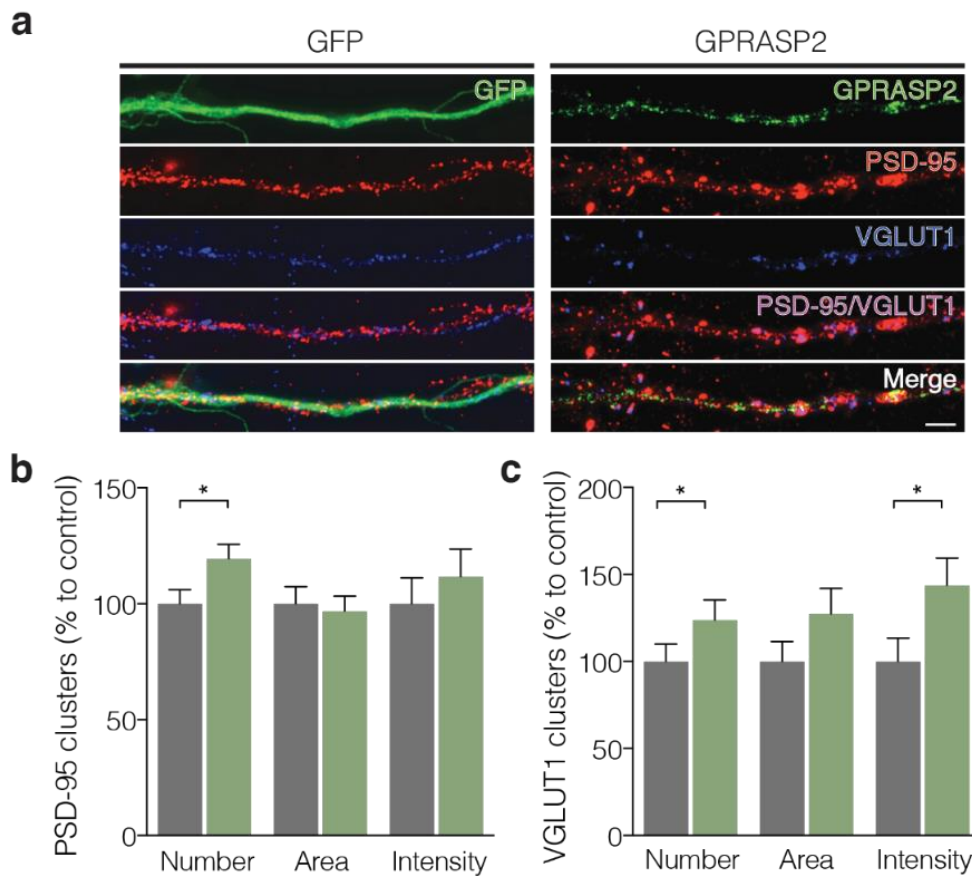 a
GFP GPRASP2
GFP GPRASP2
PSD-95
VGLUT1
PSD-95/VGLUT1
Merge
b
PSD-95 clusters (% to control)
150
100
50
0
*
Number Area Intensity
c
VGLUT1 clusters (% to control)
200
150
100
50
0
* *
Number Area Intensity